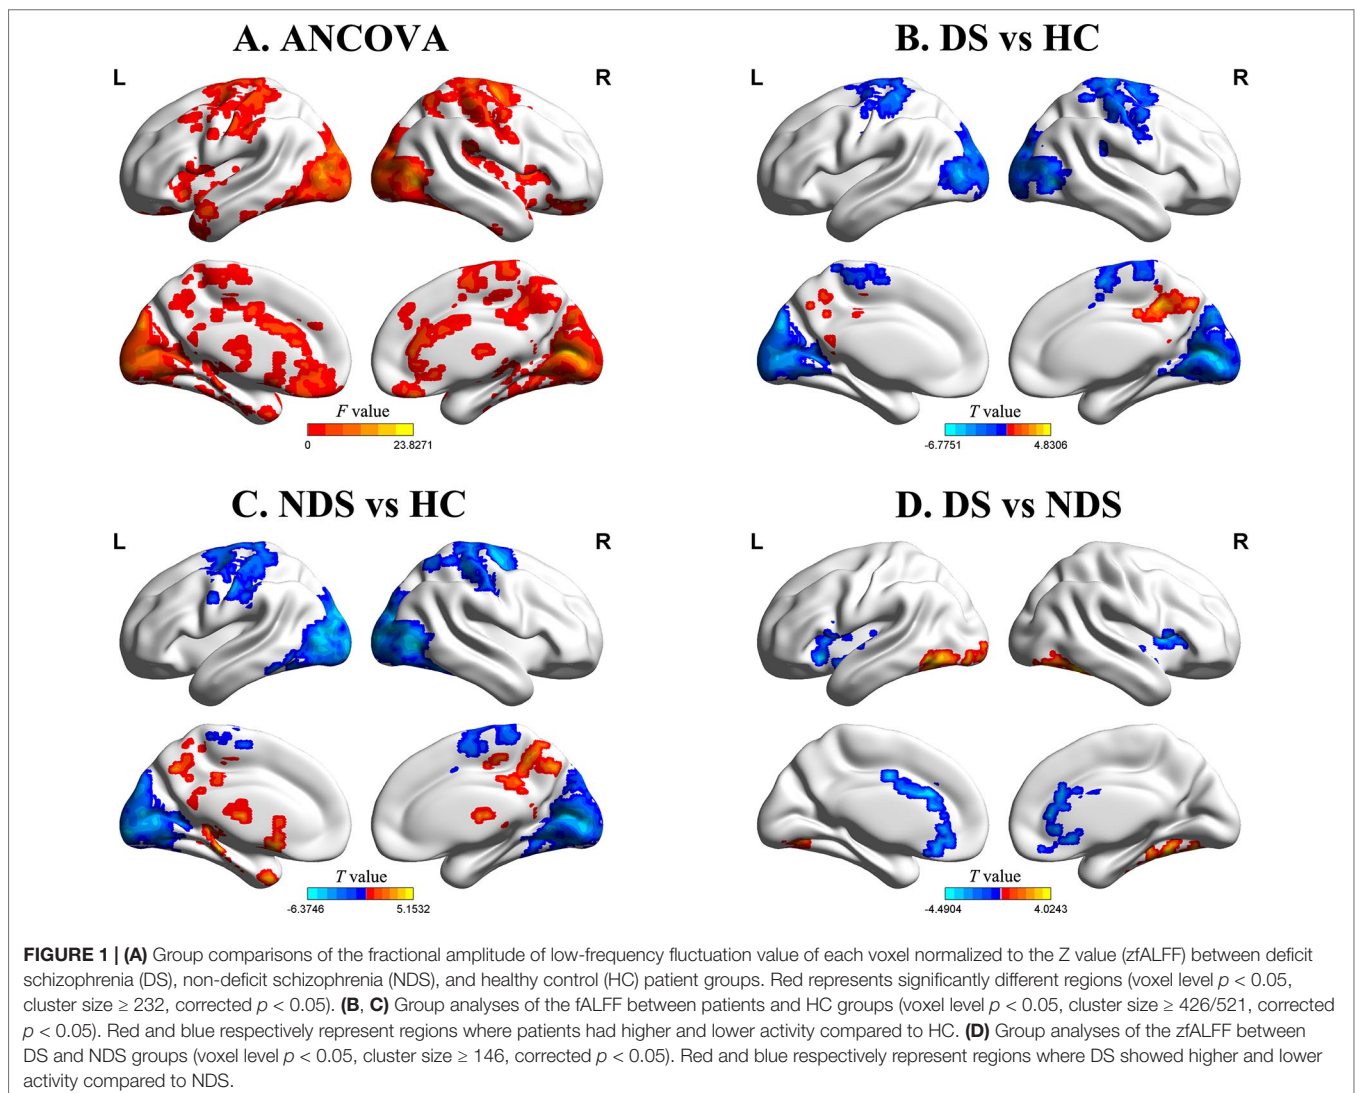 A. ANCOVA
L
R
F value
0
23.8271
B. DS vs HC
L
R
T value
-6.7751
4.8306
C. NDS vs HC
L
R
T value
-6.3746
5.1532
D. DS vs NDS
L
R
T value
-4.4904
4.0243
FIGURE 1 | (A) Group comparisons of the fractional amplitude of low-frequency fluctuation value of each voxel normalized to the Z value (zfALFF) between deficit
schizophrenia (DS), non-deficit schizophrenia (NDS), and healthy control (HC) patient groups. Red represents significantly different regions (voxel level p < 0.05,
cluster size ≥ 232, corrected p < 0.05). (B, C) Group analyses of the fALFF between patients and HC groups (voxel level p < 0.05, cluster size ≥ 426/521, corrected
p < 0.05). Red and blue respectively represent regions where patients had higher and lower activity compared to HC. (D) Group analyses of the zfALFF between
DS and NDS groups (voxel level p < 0.05, cluster size ≥ 146, corrected p < 0.05). Red and blue respectively represent regions where DS showed higher and lower
activity compared to NDS.